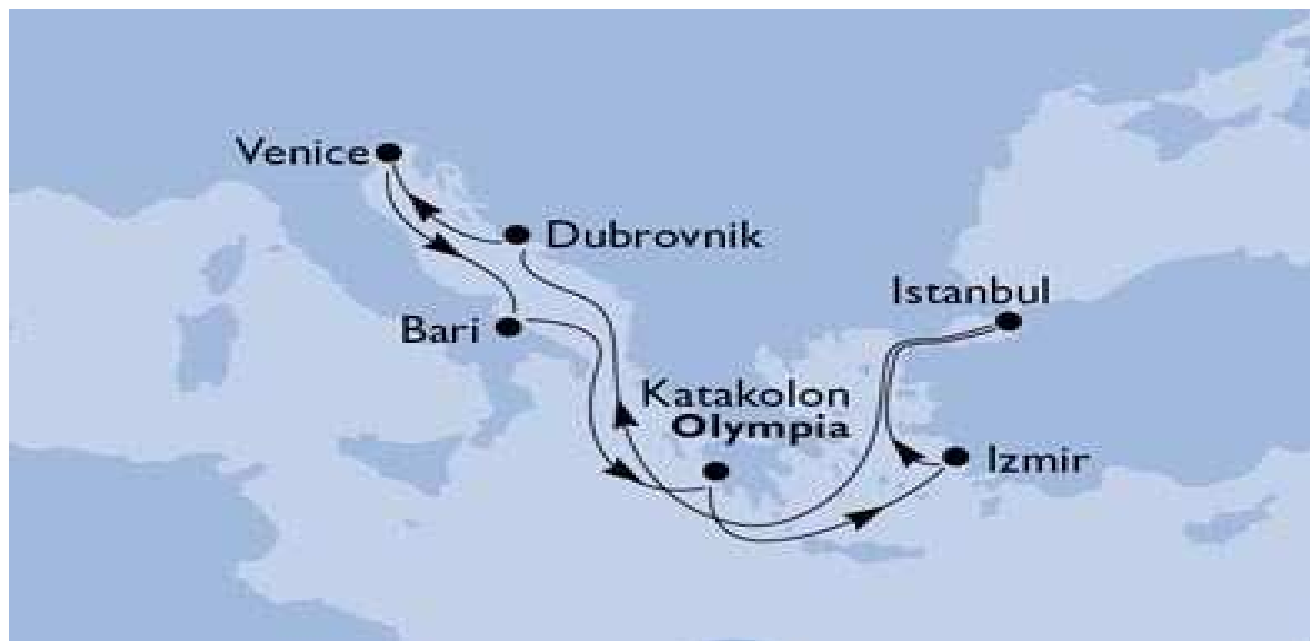 Venice
Dubrovnik
Istanbul
Bari
Katakolon
Olympia
Izmir